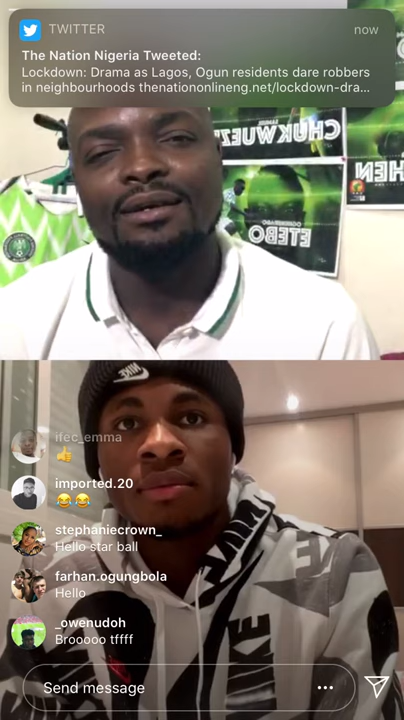 TWITTER
now
The Nation Nigeria Tweeted:
Lockdown: Drama as Lagos, Ogun residents dare robbers
in neighbourhoods thenationonlineng.net/lockdown-dra...
CHUKWUEZE
HEN
ETEBO
NIKE
ifec_emma
👍
imported.20
😂😂
stephaniecrown_
Hello star ball
farhan.ogungbola
Hello
_owenudoh
Brooooo tffff
NIKE
Send message